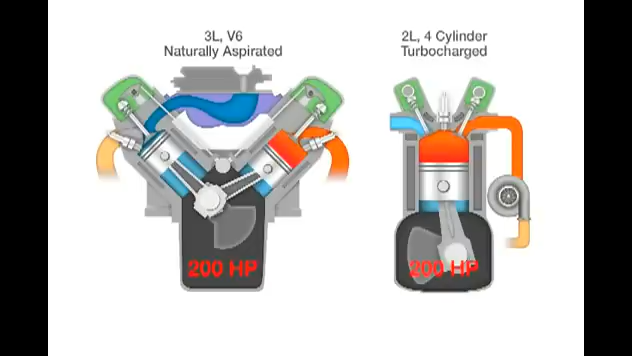 3L, V6
Naturally Aspirated
2L, 4 Cylinder
Turbocharged
200 HP
200 HP